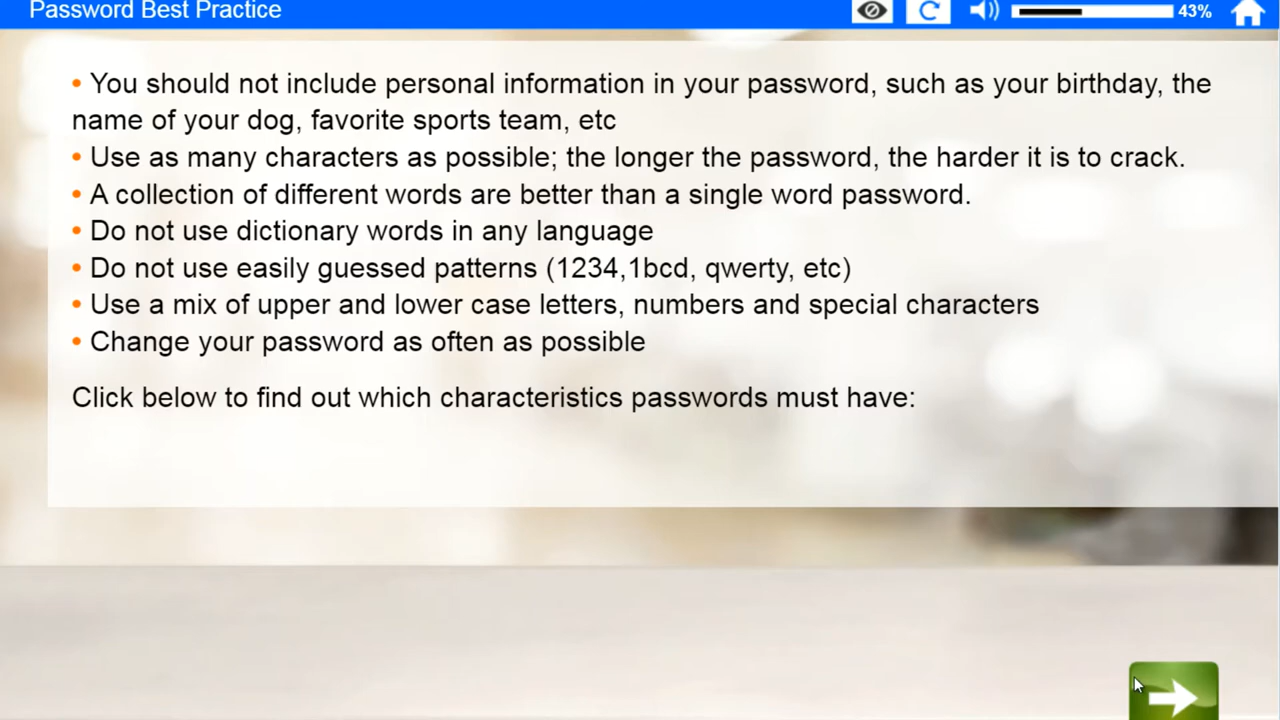 Password Best Practice
43%
• You should not include personal information in your password, such as your birthday, the
name of your dog, favorite sports team, etc
• Use as many characters as possible; the longer the password, the harder it is to crack.
• A collection of different words are better than a single word password.
• Do not use dictionary words in any language
• Do not use easily guessed patterns (1234,1bcd, qwerty, etc)
• Use a mix of upper and lower case letters, numbers and special characters
• Change your password as often as possible
Click below to find out which characteristics passwords must have: